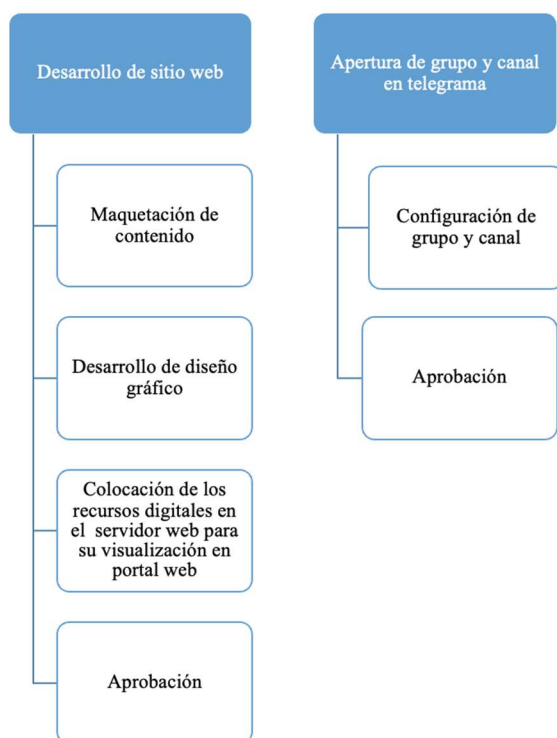 Desarrollo de sitio web
Maquetación de
contenido
Desarrollo de diseño
gráfico
Colocación de los
recursos digitales en
el servidor web para
su visualización en
portal web
Aprobación
Apertura de grupo y canal
en telegrama
Configuración de
grupo y canal
Aprobación